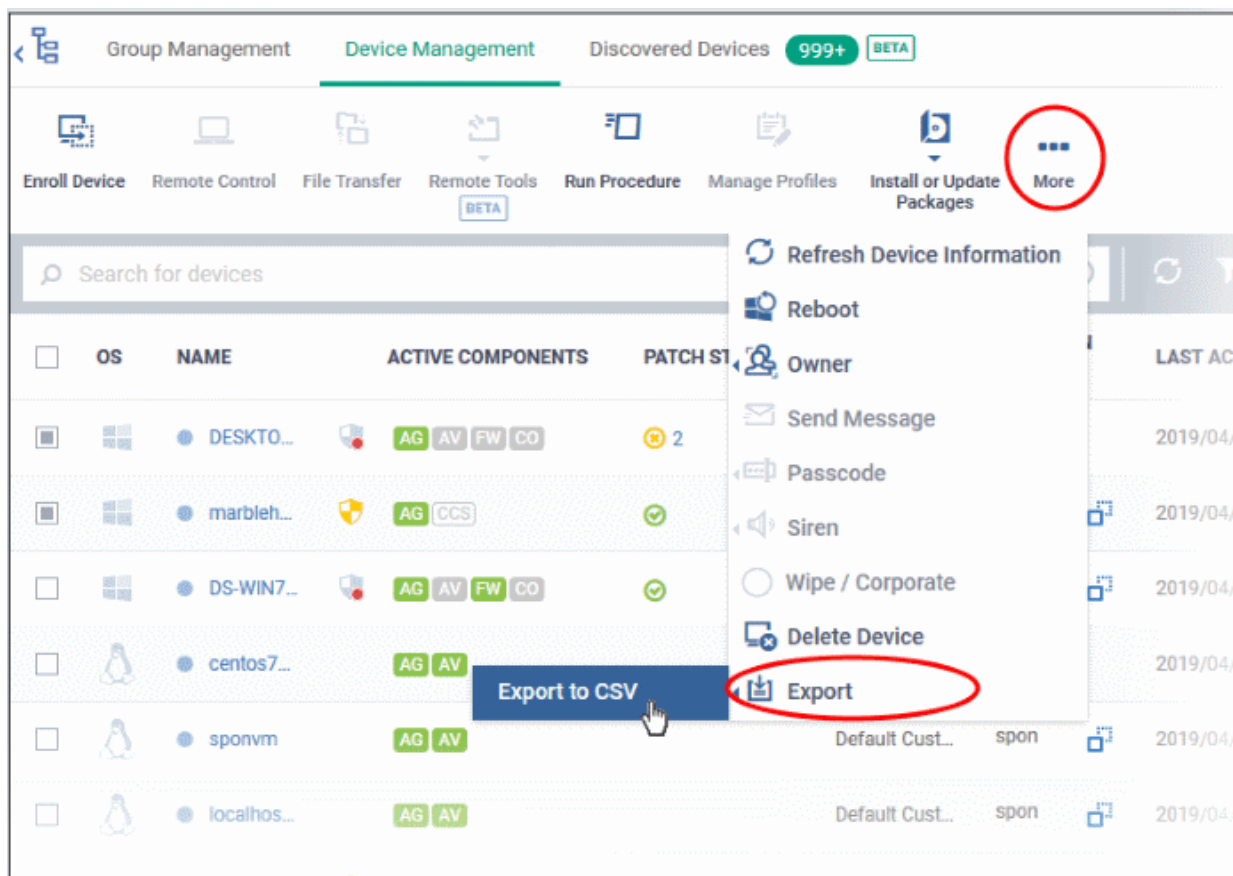 Group Management Device Management Discovered Devices 999+ BETA
Enroll Device Remote Control File Transfer Remote Tools Run Procedure Manage Profiles Install or Update Packages More
BETA
Search for devices
Refresh Device Information
Reboot
Owner
Send Message
Passcode
Siren
Wipe / Corporate
Delete Device
Export
Export to CSV
OS NAME ACTIVE COMPONENTS PATCH ST LAST AC
DESKTO... AG AV FW CO 2 2019/04/
marbleh... AG CCS 2019/04/
DS-WIN7... AG AV FW CO 2019/04/
centos7... AG AV 2019/04/
sponvm AG AV Default Cust... spon 2019/04/
localhos... AG AV Default Cust... spon 2019/04/